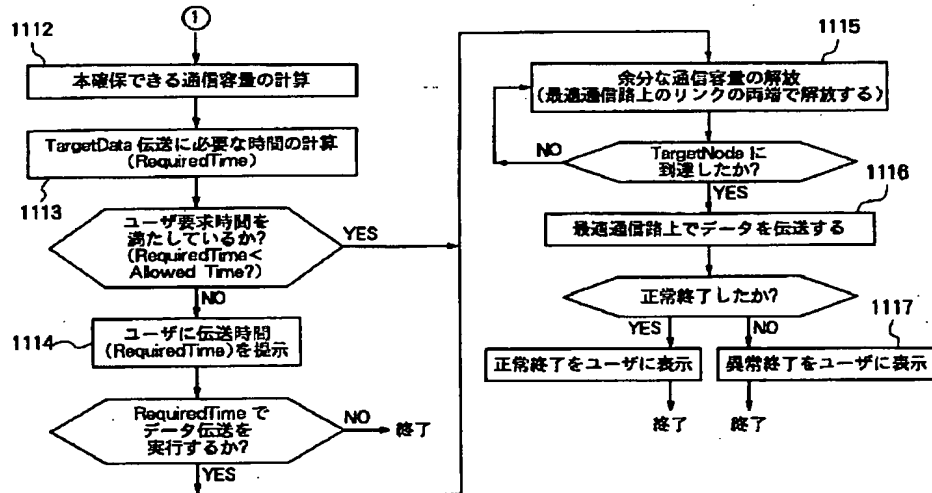 ①
1112
本確保できる通信容量の計算
TargetData 伝送に必要な時間の計算
(RequiredTime)
1113
ユーザ要求時間を
満たしているか?
(RequiredTime<
Allowed Time?)
YES
NO
1114
ユーザに伝送時間
(RequiredTime)を提示
RequiredTime で
データ伝送を
実行するか?
NO
終了
YES
1115
余分な通信容量の解放
(最適通信路上のリンクの両端で解放する)
NO
TargetNode に
到達したか?
YES
1116
最適通信路上でデータを伝送する
正常終了したか?
YES
NO
1117
正常終了をユーザに表示
異常終了をユーザに表示
終了
終了